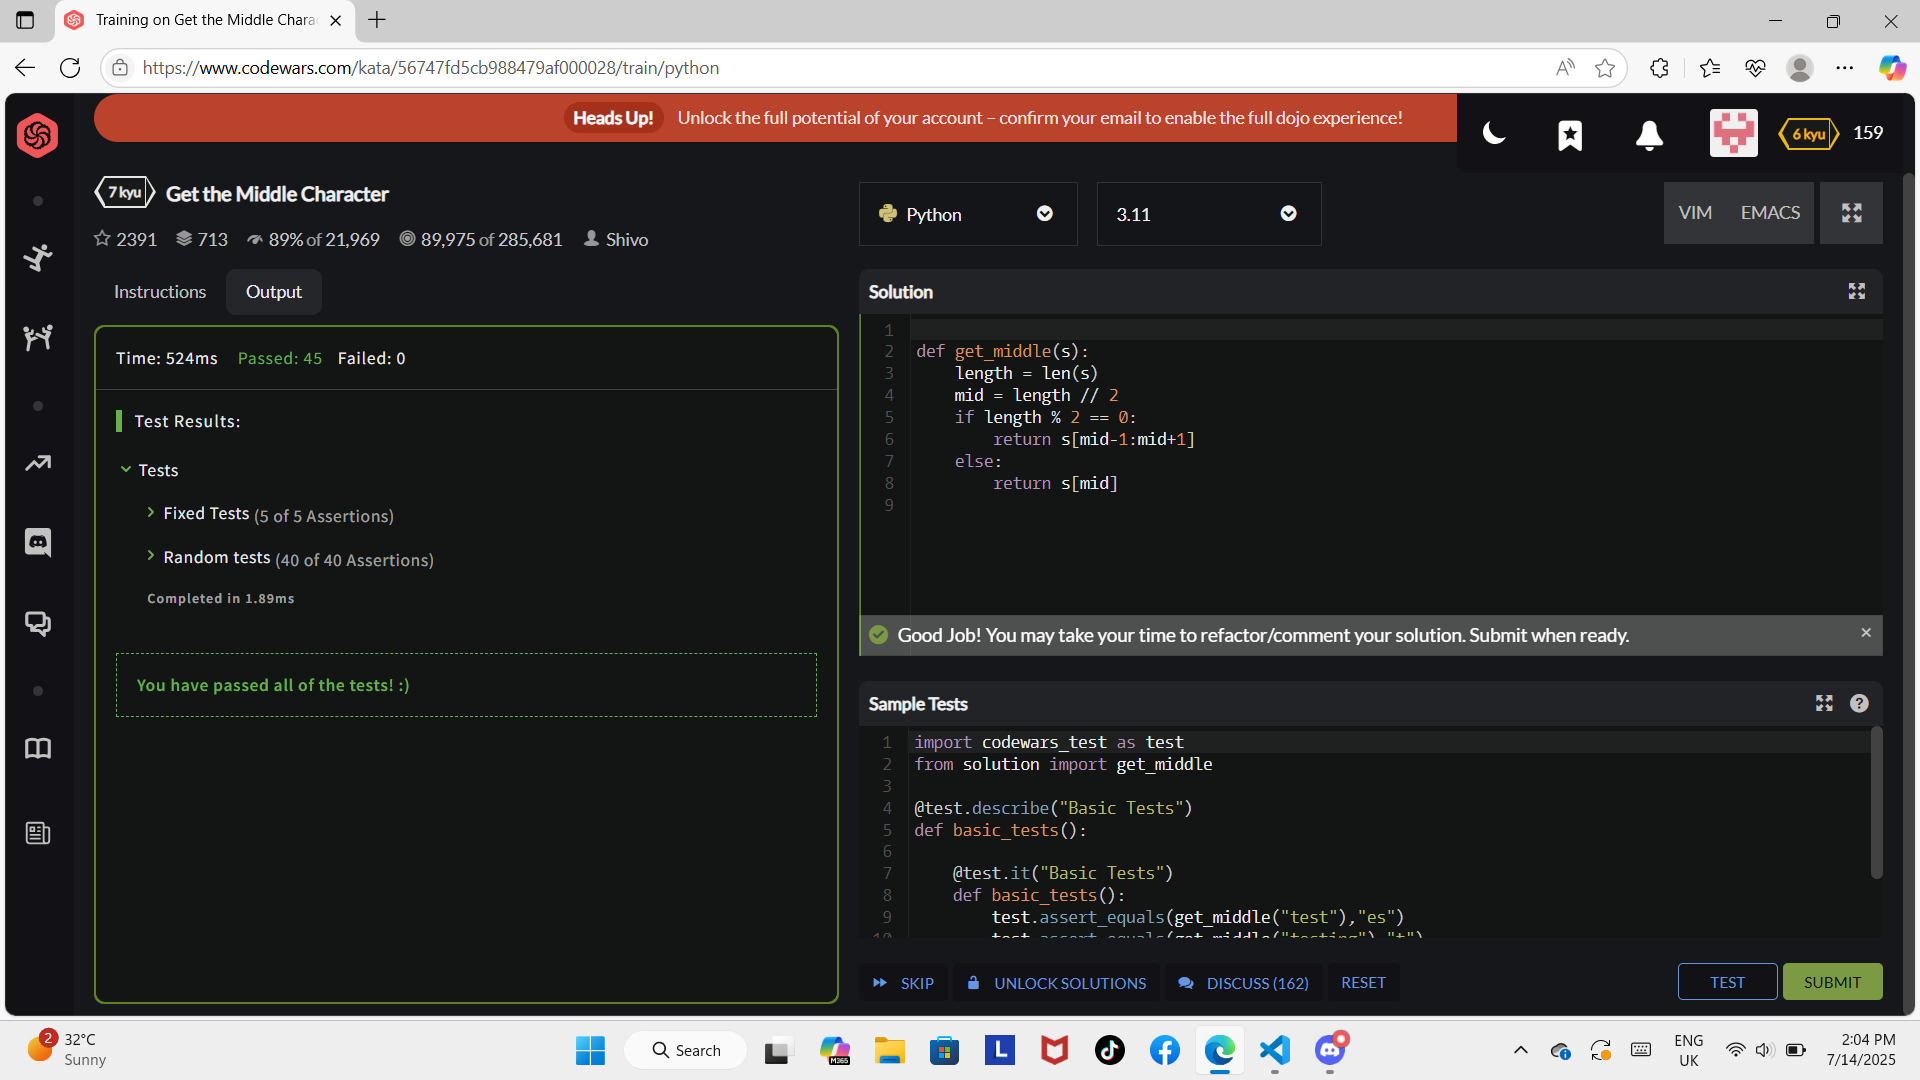 Training on Get the Middle Chara
https://www.codewars.com/kata/56747fd5cb988479af000028/train/python
Heads Up! Unlock the full potential of your account – confirm your email to enable the full dojo experience!
6 kyu 159
7 kyu Get the Middle Character
2391 713 89% of 21,969 89,975 of 285,681 Shivo
Instructions Output
Time: 524ms Passed: 45 Failed: 0
Test Results:
Tests
Fixed Tests (5 of 5 Assertions)
Random tests (40 of 40 Assertions)
Completed in 1.89ms
You have passed all of the tests! :)
Python 3.11 VIM EMACS
Solution
1
2 def get_middle(s):
3 length = len(s)
4 mid = length // 2
5 if length % 2 == 0:
6 return s[mid-1:mid+1]
7 else:
8 return s[mid]
9
Good Job! You may take your time to refactor/comment your solution. Submit when ready.
Sample Tests
1 import codewars_test as test
2 from solution import get_middle
3
4 @test.describe("Basic Tests")
5 def basic_tests():
6
7 @test.it("Basic Tests")
8 def basic_tests():
9 test.assert_equals(get_middle("test"),"es")
10 test.assert_equals(get_middle("testing"),"t")
SKIP UNLOCK SOLUTIONS DISCUSS (162) RESET TEST SUBMIT
2 32°C
Sunny
Search
M365
L
ENG
UK
2:04 PM
7/14/2025